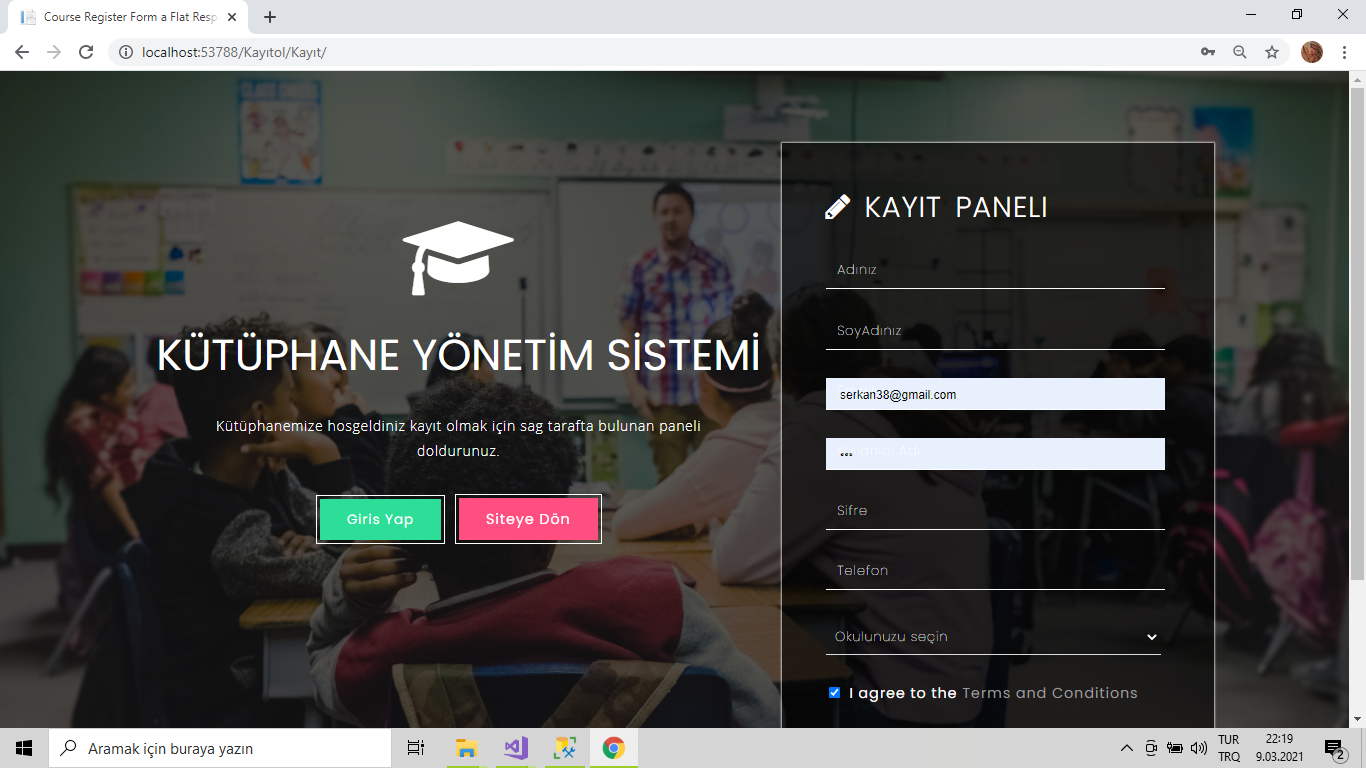 Course Register Form a Flat Resp
localhost:53788/Kayıtol/Kayıt/
CLASS
KAYIT PANELI
Adınız
SoyAdınız
KÜTÜPHANE YÖNETİM SİSTEMİ
serkan38@gmail.com
Kütüphanemize hosgeldiniz kayıt olmak için sag tarafta bulunan paneli
doldurunuz.
...
Giris Yap
Siteye Dön
Sifre
Telefon
Okulunuzu seçin
I agree to the Terms and Conditions
Aramak için buraya yazın
TUR
TRQ
22:19
9.03.2021
2